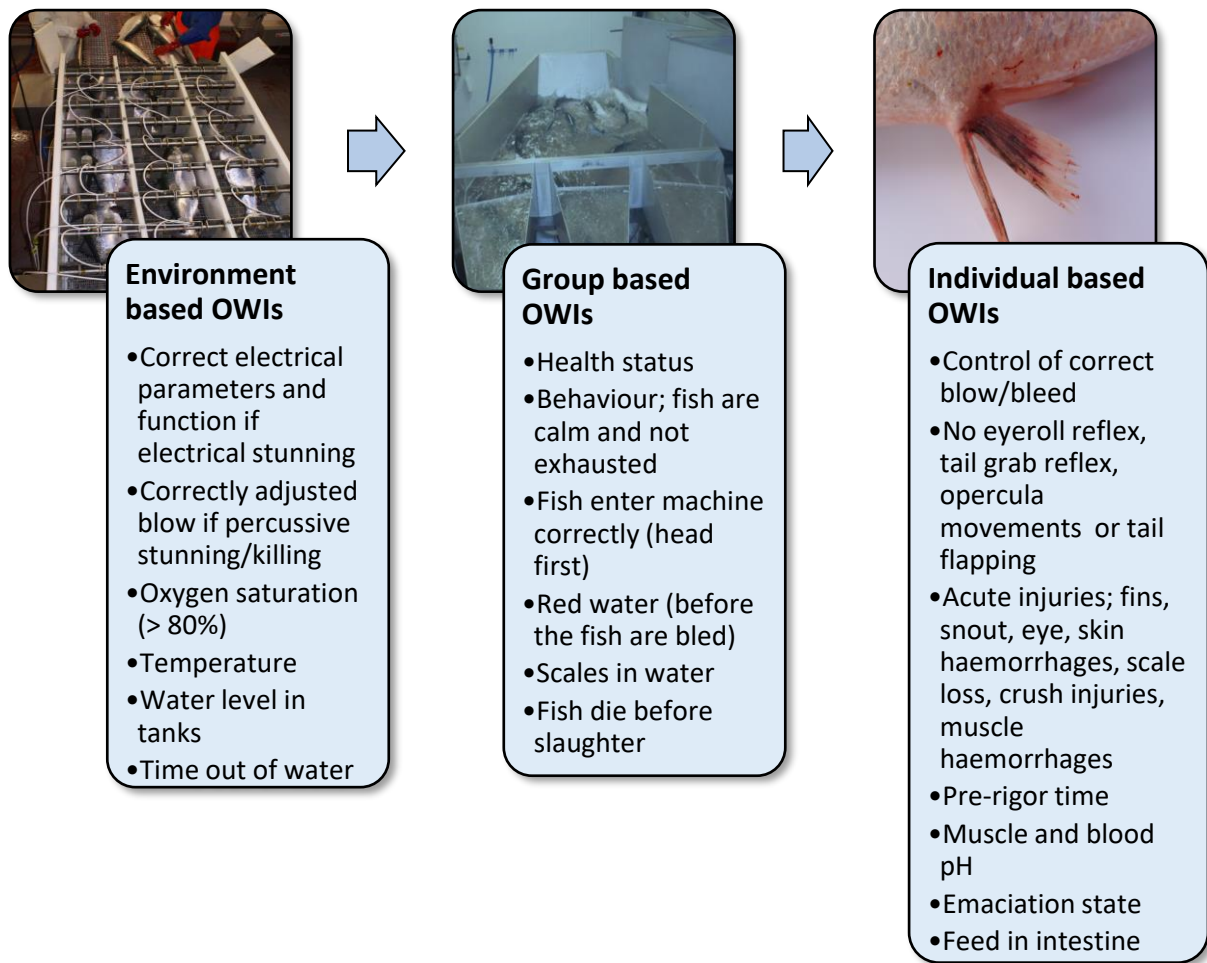 Environment
based OWIs
•Correct electrical
parameters and
function if
electrical stunning
•Correctly adjusted
blow if percussive
stunning/killing
•Oxygen saturation
(> 80%)
•Temperature
•Water level in
tanks
•Time out of water
Group based
OWIs
•Health status
•Behaviour; fish are
calm and not
exhausted
•Fish enter machine
correctly (head
first)
•Red water (before
the fish are bled)
•Scales in water
•Fish die before
slaughter
Individual based
OWIs
•Control of correct
blow/bleed
•No eyeroll reflex,
tail grab reflex,
opercula
movements  or tail
flapping
•Acute injuries; fins,
snout, eye, skin
haemorrhages, scale
loss, crush injuries,
muscle
haemorrhages
•Pre-rigor time
•Muscle and blood
pH
•Emaciation state
•Feed in intestine